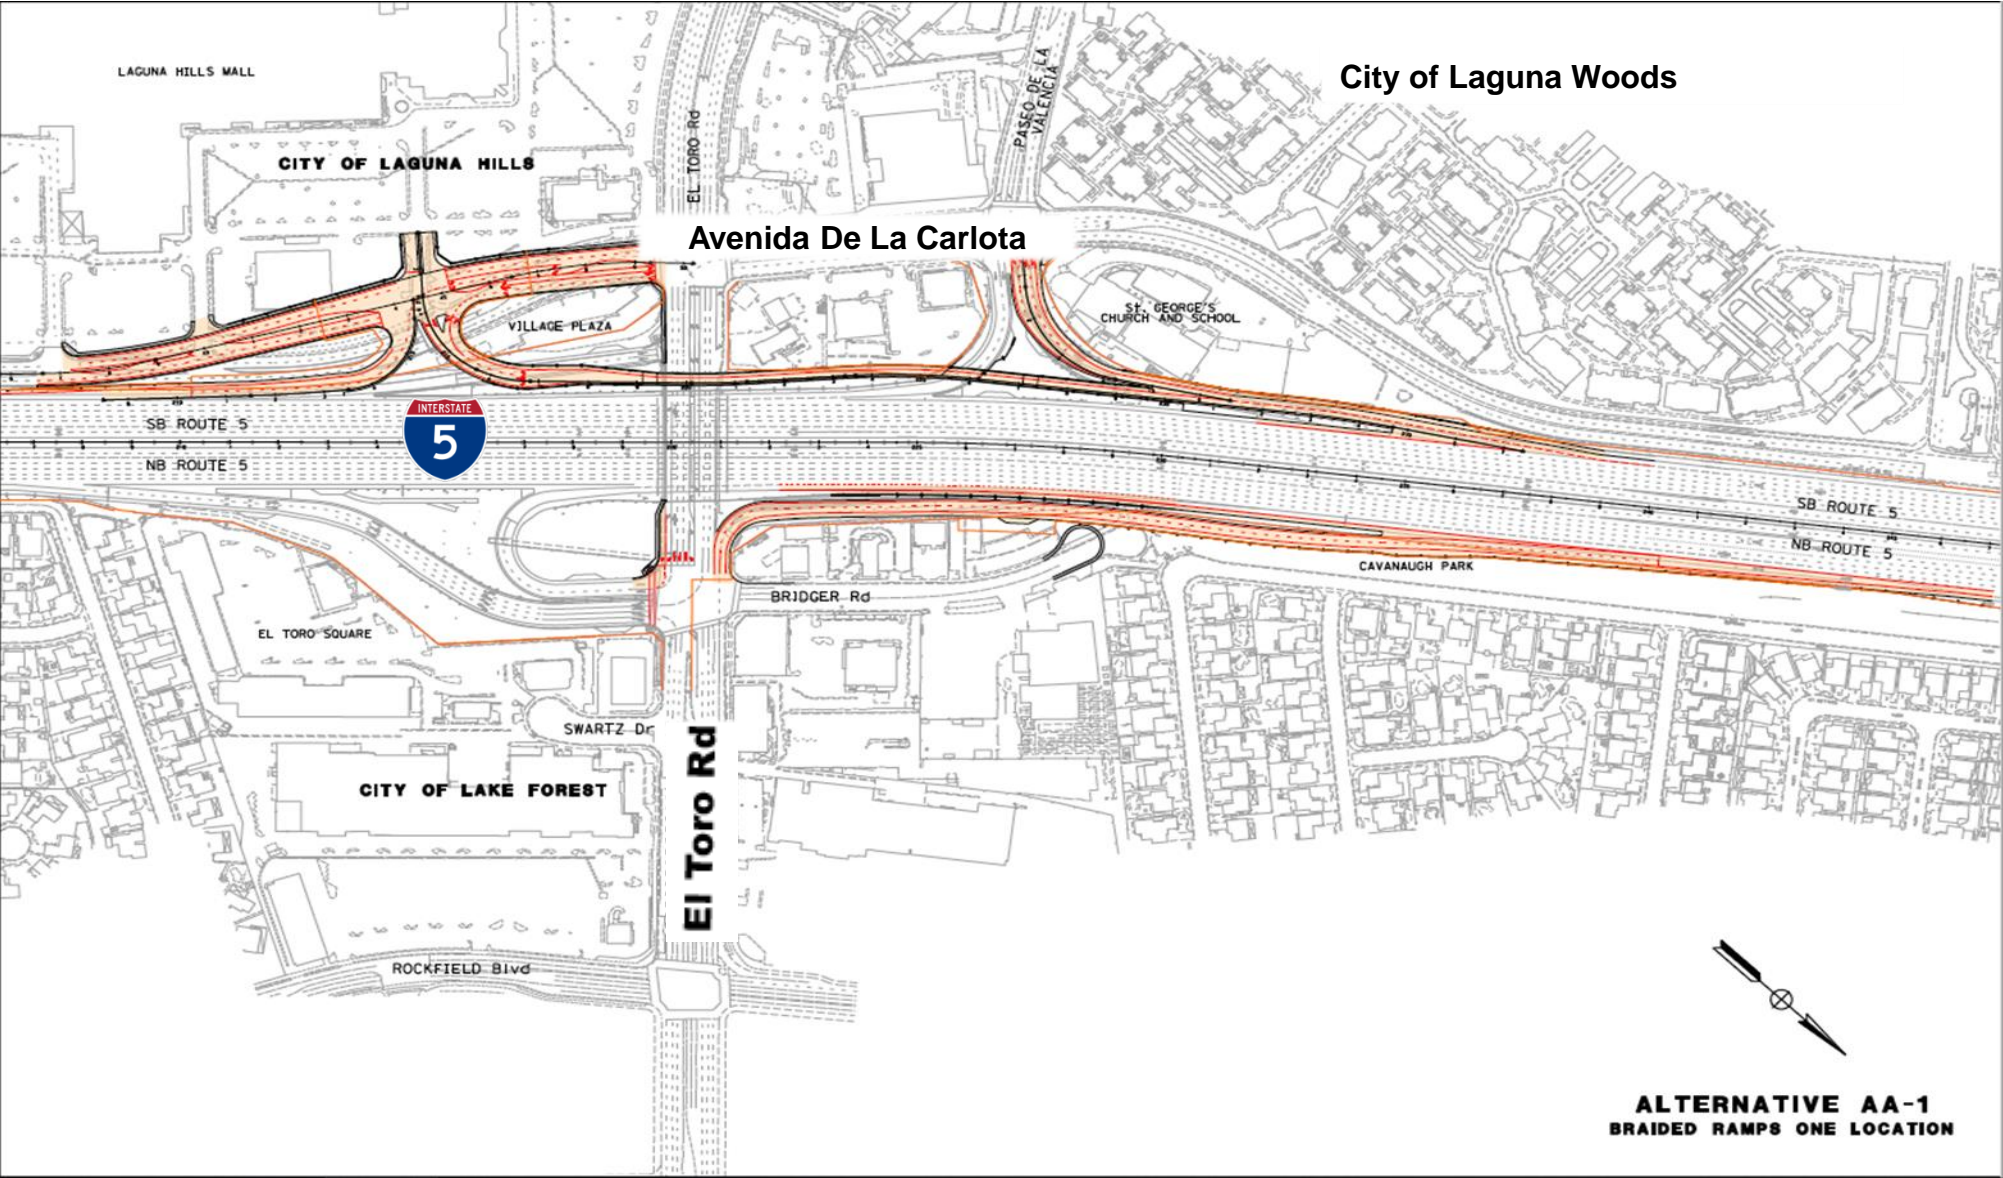 LAGUNA HILLS MALL
City of Laguna Woods
PASEO DE LA
VALENCIA
EL TORO Rd
CITY OF LAGUNA HILLS
Avenida De La Carlota
VILLAGE PLAZA
St. GEORGE'S
CHURCH AND SCHOOL
INTERSTATE
5
SB ROUTE 5
NB ROUTE 5
SB ROUTE 5
NB ROUTE 5
CAVANAUGH PARK
BRIDGER Rd
EL TORO SQUARE
SWARTZ Dr
El Toro Rd
CITY OF LAKE FOREST
ROCKFIELD Blvd
ALTERNATIVE AA-1
BRAIDED RAMPS ONE LOCATION